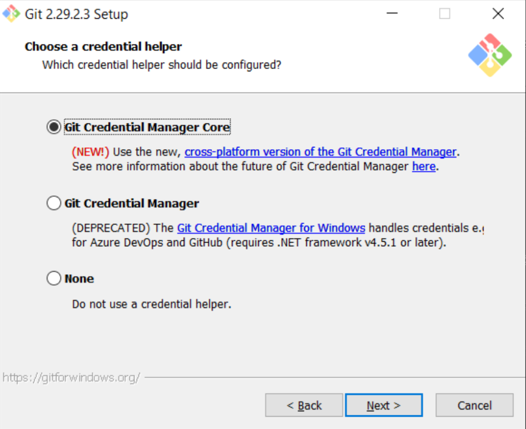 Git 2.29.2.3 Setup
Choose a credential helper
Which credential helper should be configured?
Git Credential Manager Core
(NEW!) Use the new, cross-platform version of the Git Credential Manager.
See more information about the future of Git Credential Manager here.
Git Credential Manager
(DEPRECATED) The Git Credential Manager for Windows handles credentials e.g
for Azure DevOps and GitHub (requires .NET framework v4.5.1 or later).
None
Do not use a credential helper.
https://gitforwindows.org/
< Back Next > Cancel